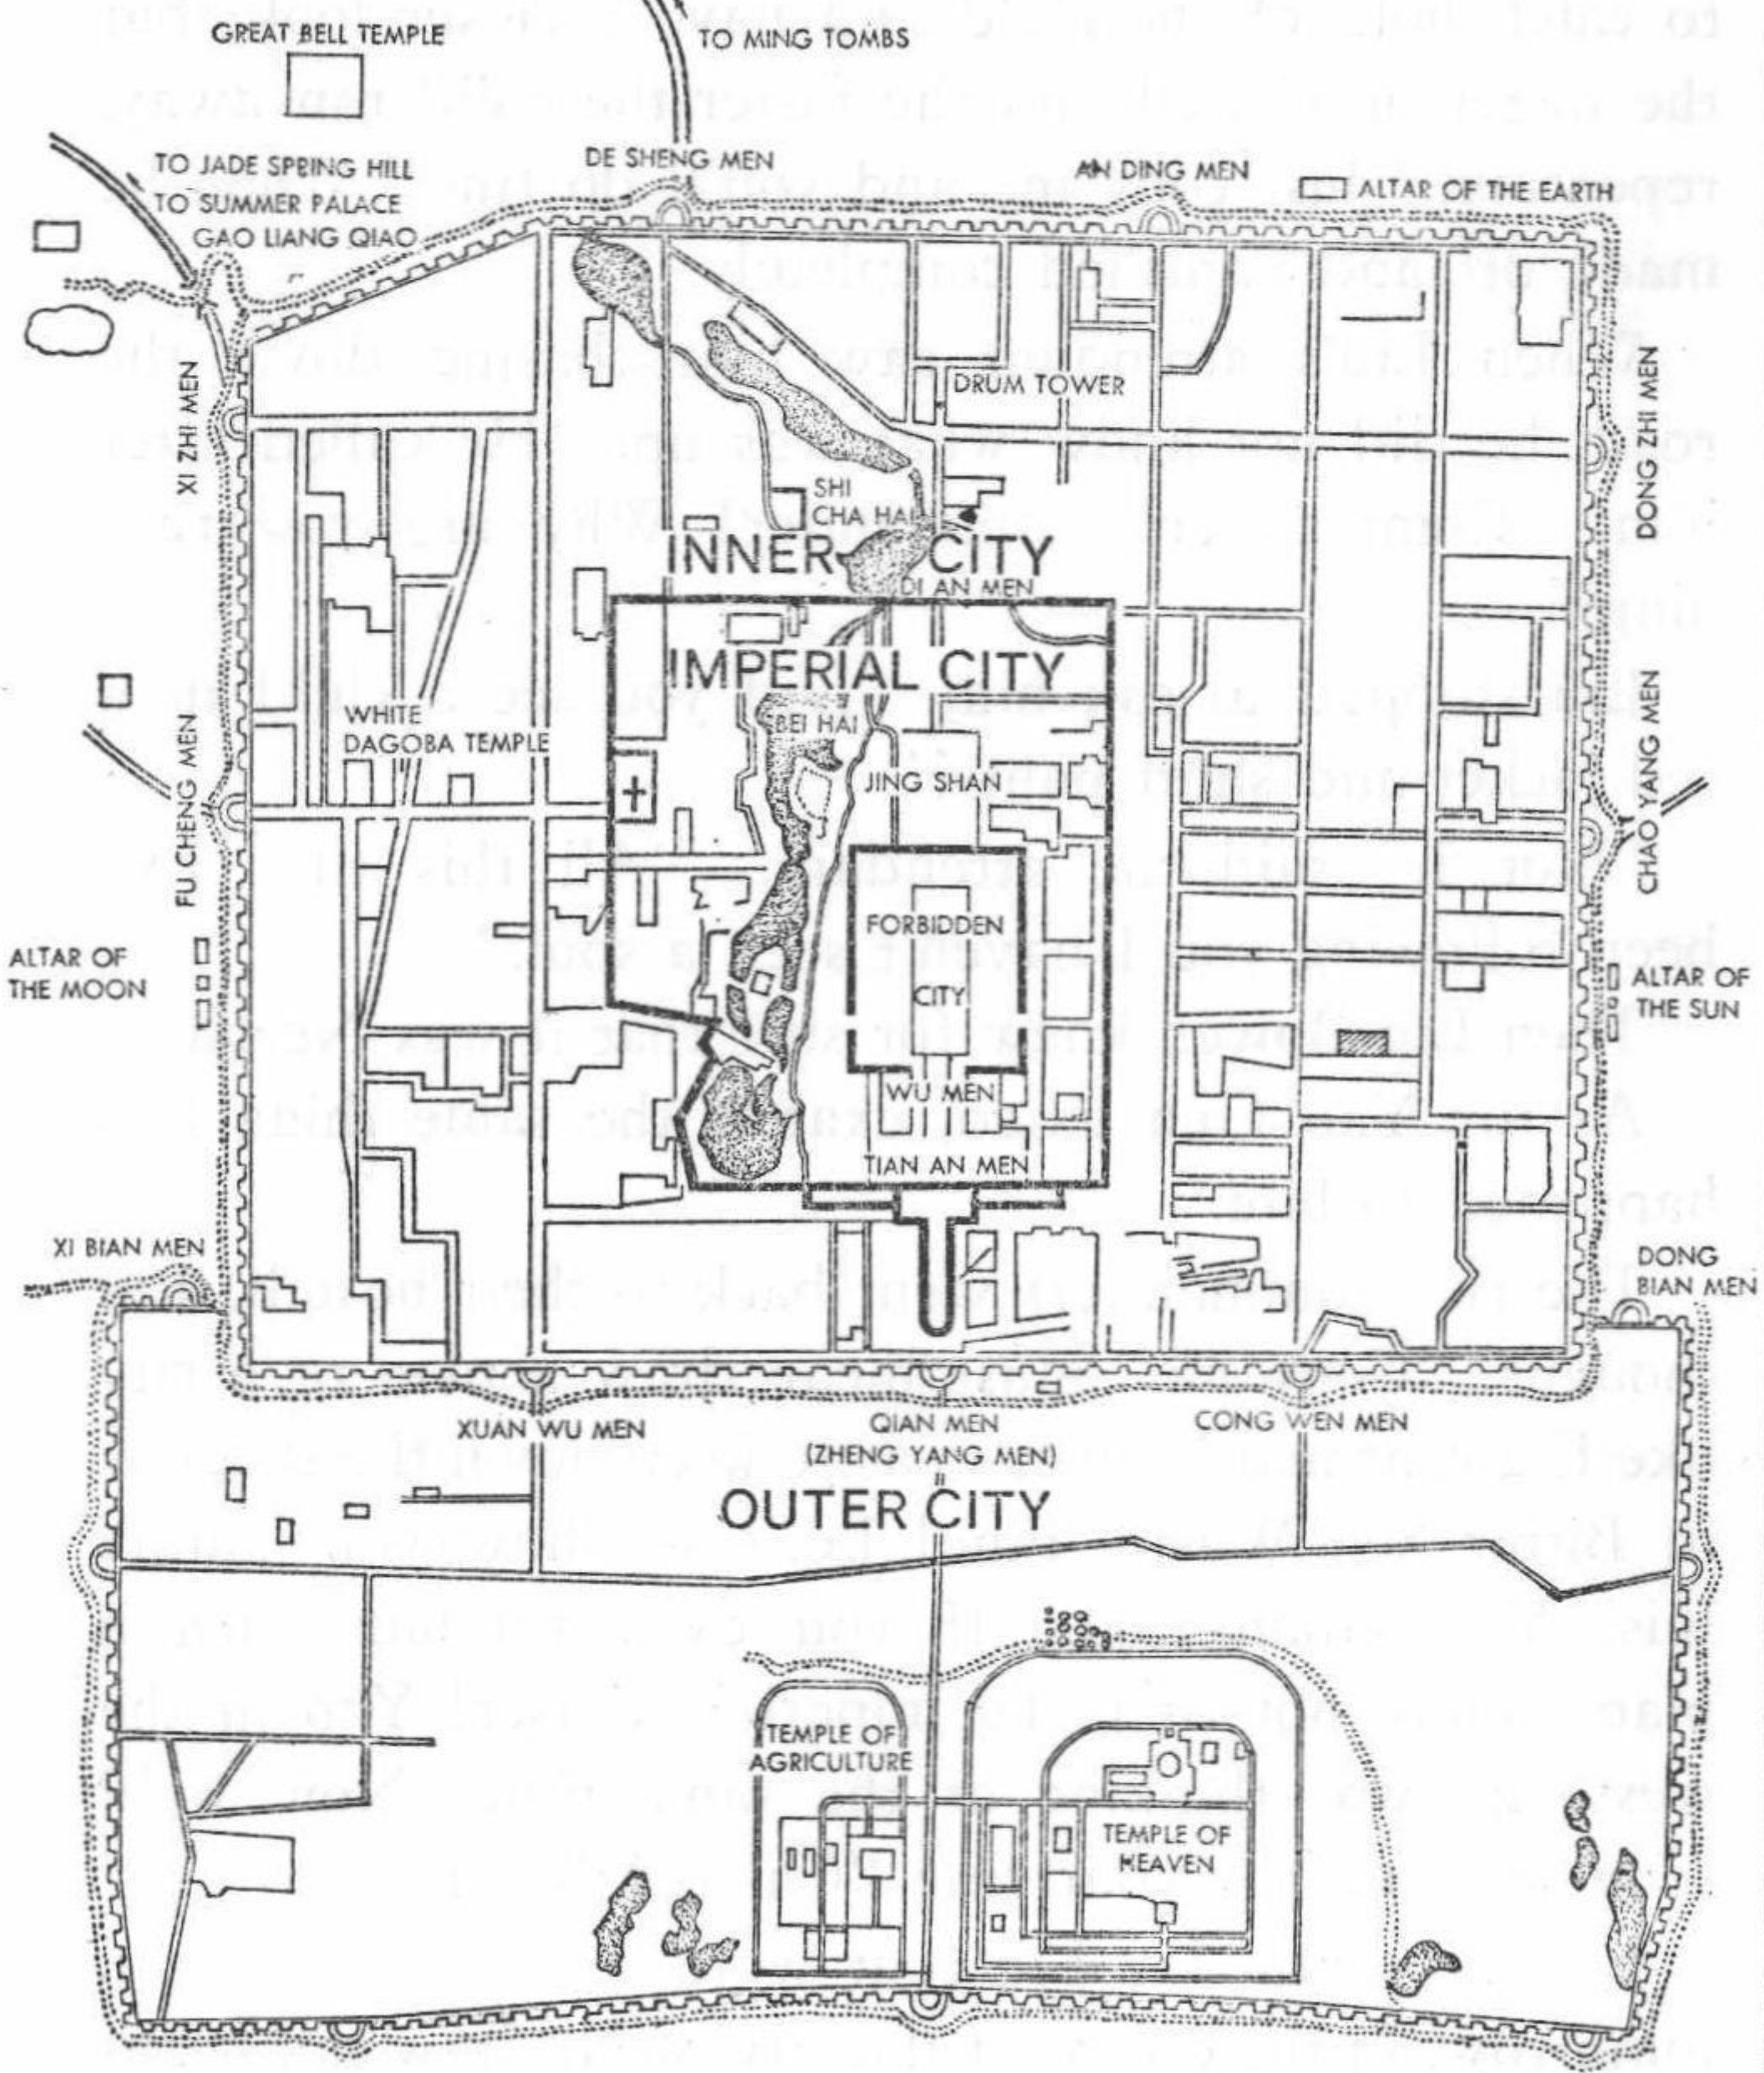 GREAT BELL TEMPLE
TO MING TOMBS
TO JADE SPRING HILL
TO SUMMER PALACE
GAO LIANG QIAO
DE SHENG MEN
AN DING MEN
ALTAR OF THE EARTH
XI ZHI MEN
DRUM TOWER
DONG ZHI MEN
SHI
CHA HAI
INNER CITY
DI AN MEN
IMPERIAL CITY
WHITE
DAGOBA TEMPLE
BEI HAI
JING SHAN
FU CHENG MEN
CHAO YANG MEN
FORBIDDEN
CITY
ALTAR OF
THE MOON
ALTAR OF
THE SUN
WU MEN
TIAN AN MEN
XI BIAN MEN
DONG
BIAN MEN
XUAN WU MEN
QIAN MEN
(ZHENG YANG MEN)
CONG WEN MEN
OUTER CITY
TEMPLE OF
AGRICULTURE
TEMPLE OF
HEAVEN